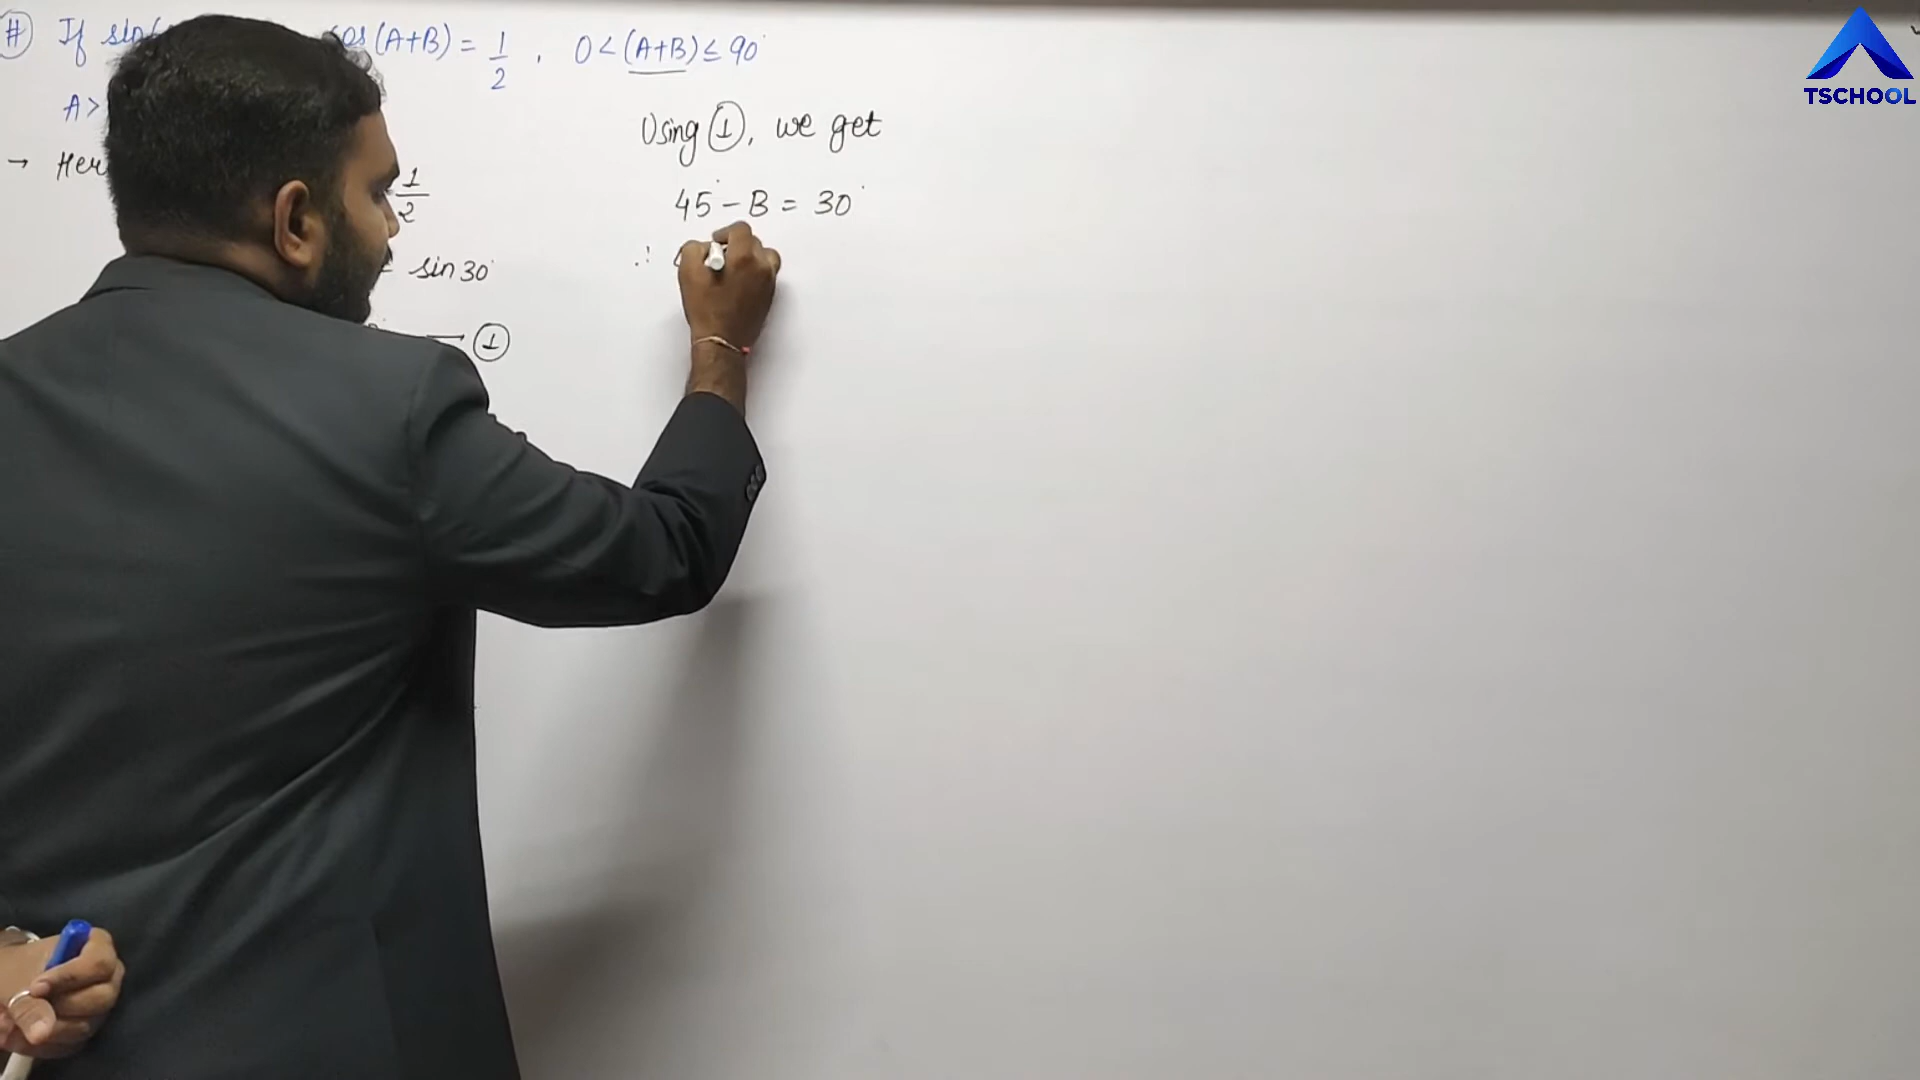 # If sin cos (A+B) = 1/2 , 0 < (A+B) ≤ 90°
A >
→ Her 1/2
= sin 30°
— ①
Using ①, we get
45° - B = 30°
∴
TSCHOOL